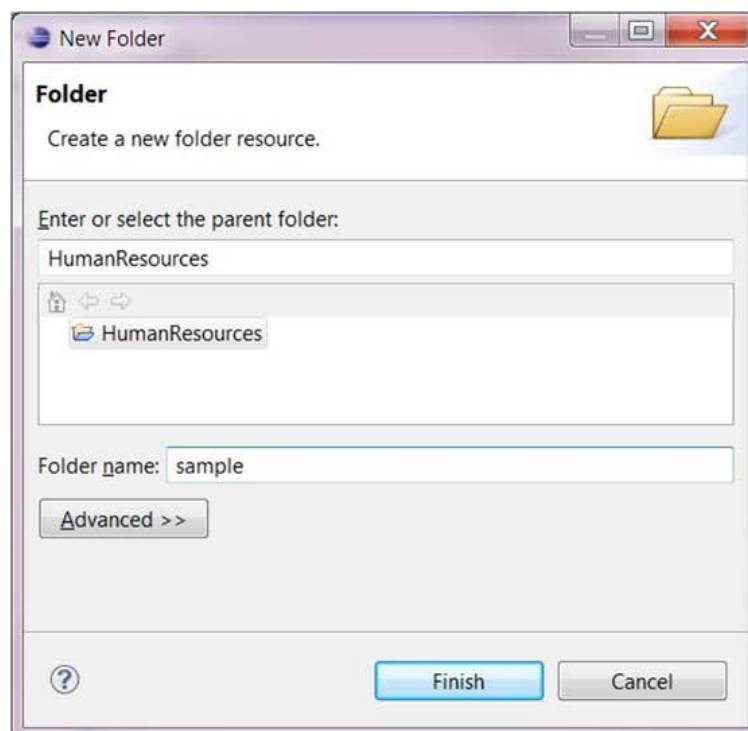 New Folder
Folder
Create a new folder resource.
Enter or select the parent folder:
HumanResources
HumanResources
Folder name: sample
Advanced >>
Finish Cancel